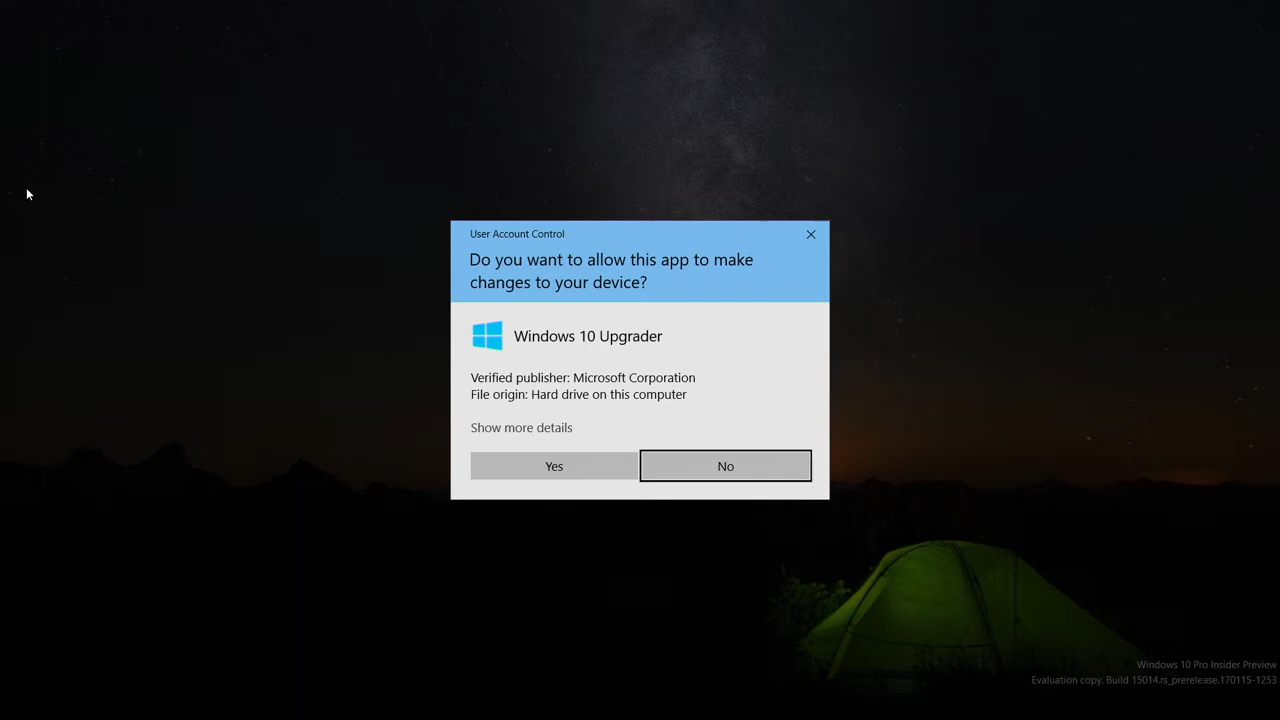 User Account Control
Do you want to allow this app to make
changes to your device?
Windows 10 Upgrader
Verified publisher: Microsoft Corporation
File origin: Hard drive on this computer
Show more details
Yes
No
Windows 10 Pro Insider Preview
Evaluation copy. Build 15014.rs_prerelease.170115-1253